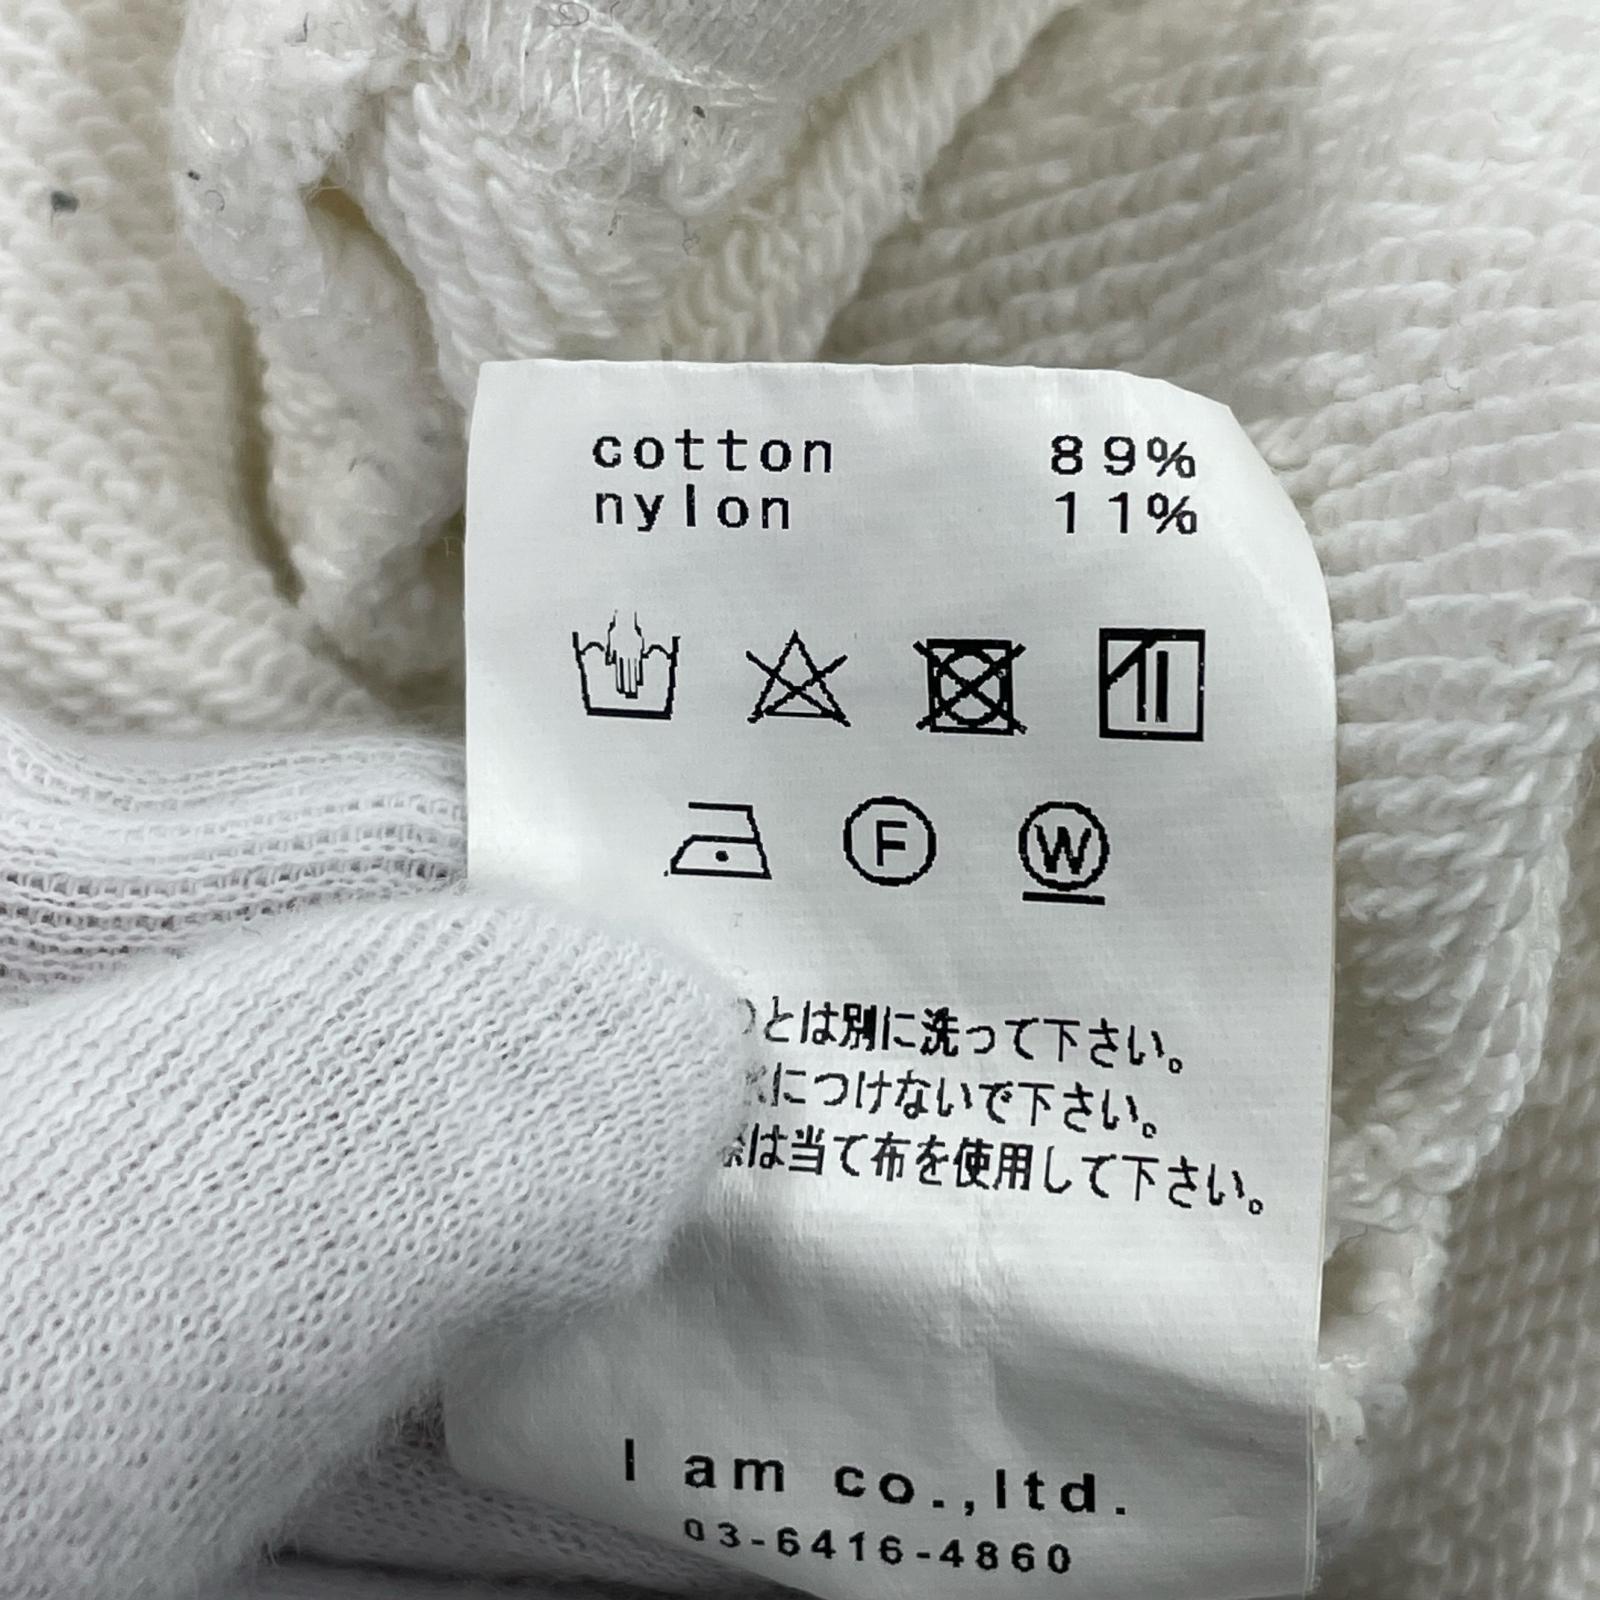 cotton 89%
nylon 11%
F W
とは別に洗って下さい。
につけないで下さい。
は当て布を使用して下さい。
I am co.,ltd.
03-6416-4860